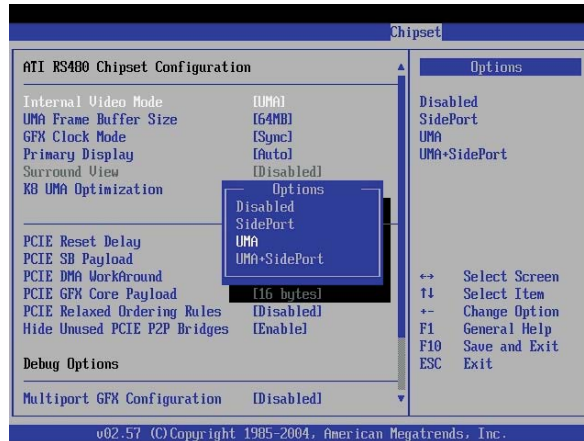 Chipset
ATI RS480 Chipset Configuration
Internal Video Mode [UMA]
UMA Frame Buffer Size [64MB]
GFX Clock Mode [Sync]
Primary Display [Auto]
Surround View [Disabled]
K8 UMA Optimization
Options
Disabled
SidePort
UMA
UMA+SidePort
PCIE Reset Delay
PCIE SB Payload
PCIE DMA WorkAround
PCIE GFX Core Payload [16 bytes]
PCIE Relaxed Ordering Rules [Disabled]
Hide Unused PCIE P2P Bridges [Enable]
Debug Options
Multiport GFX Configuration [Disabled]
Options
Disabled
SidePort
UMA
UMA+SidePort
↔ Select Screen
↑↓ Select Item
+- Change Option
F1 General Help
F10 Save and Exit
ESC Exit
v02.57 (C)Copyright 1985-2004, American Megatrends, Inc.